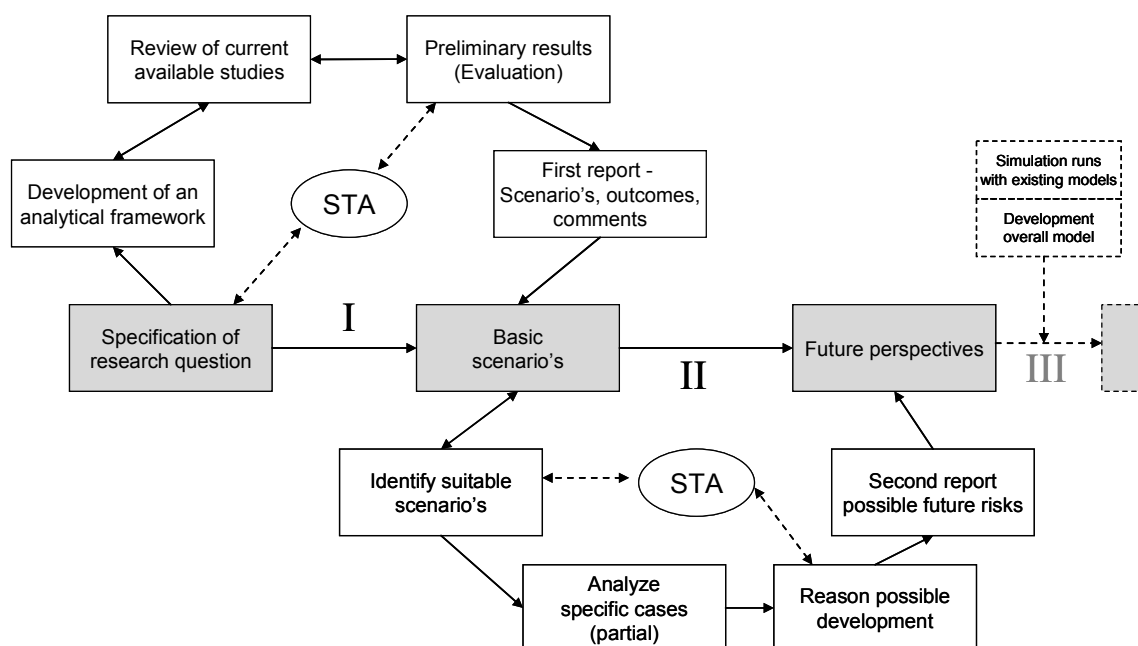 Review of current
available studies
Preliminary results
(Evaluation)
Development of an
analytical framework
STA
First report -
Scenario's, outcomes,
comments
Simulation runs
with existing models
Development
overall model
Specification of
research question
I
Basic
scenario's
II
Future perspectives
III
Identify suitable
scenario's
STA
Second report
possible future risks
Analyze
specific cases
(partial)
Reason possible
development